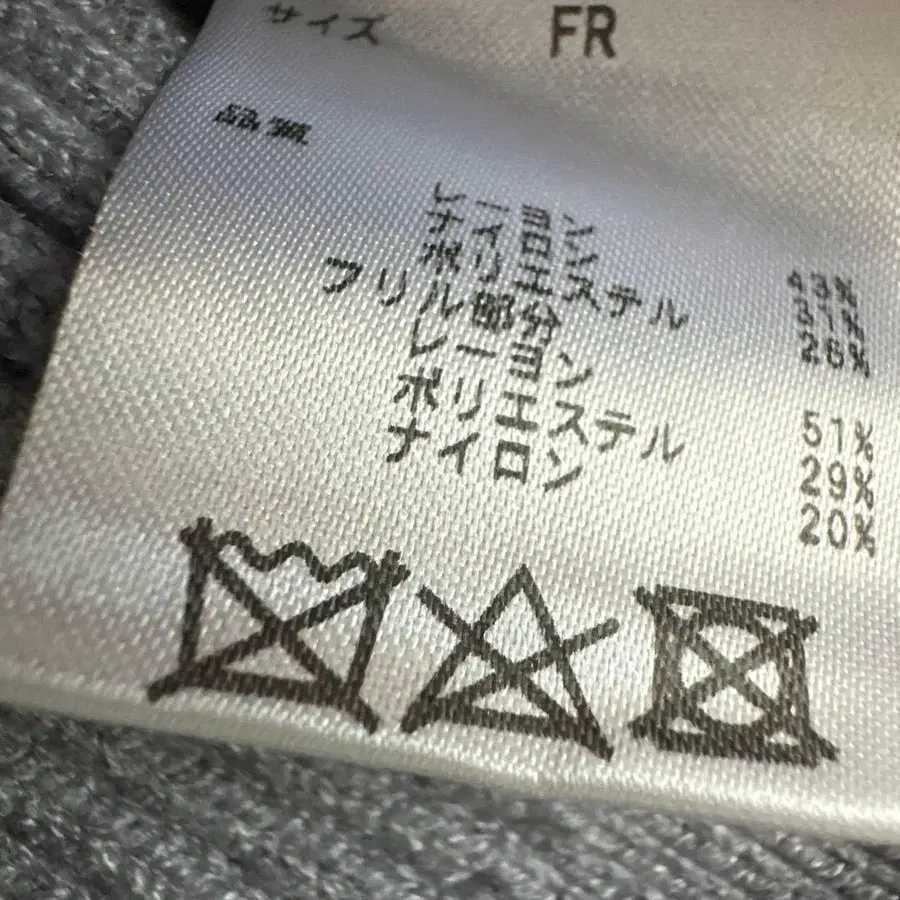 サイズ FR
品質
レーヨン 43%
ナイロン 31%
ポリエステル 26%
フリル部分
レーヨン 51%
ポリエステル 29%
ナイロン 20%